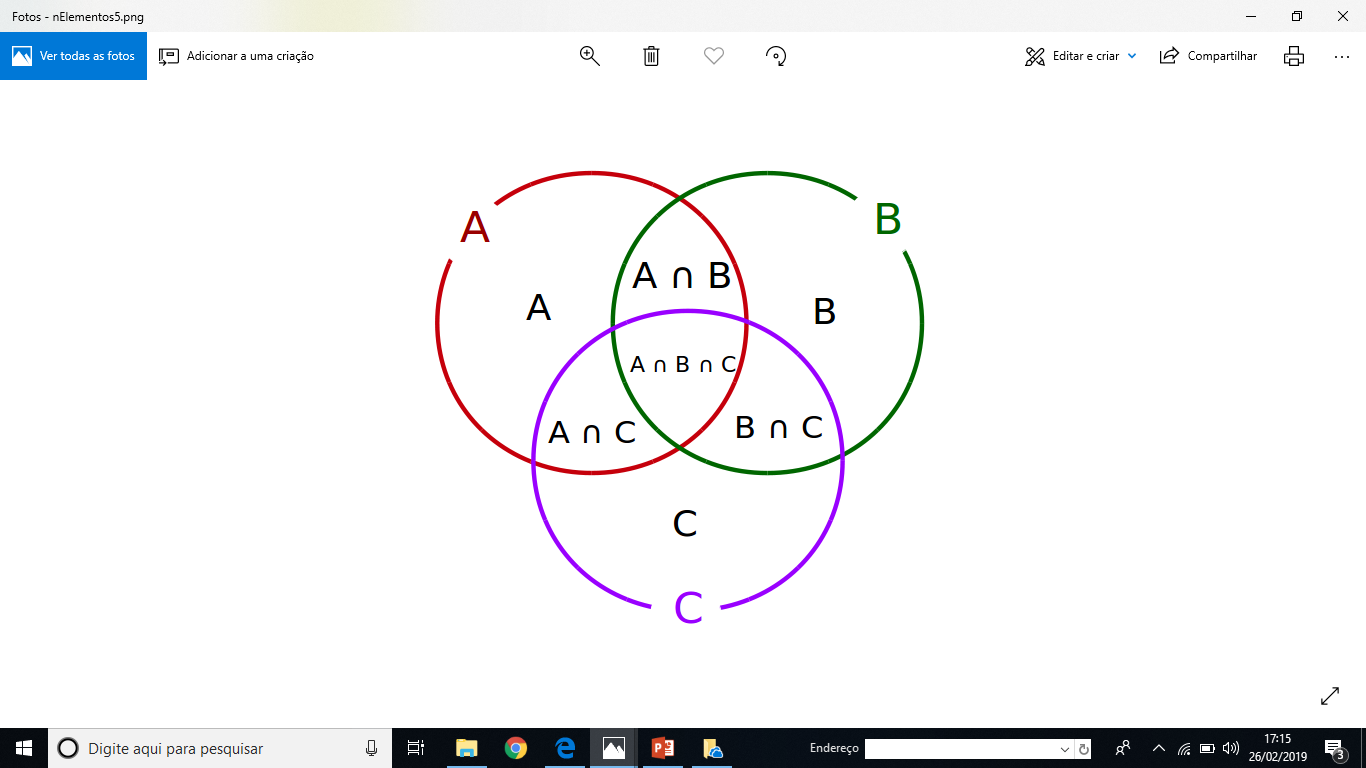 Fotos - nElementos5.png
Ver todas as fotos
Adicionar a uma criação
Editar e criar
Compartilhar
A
B
A ∩ B
A
B
A ∩ B ∩ C
A ∩ C
B ∩ C
C
C
Digite aqui para pesquisar
Endereço
17:15
26/02/2019
3